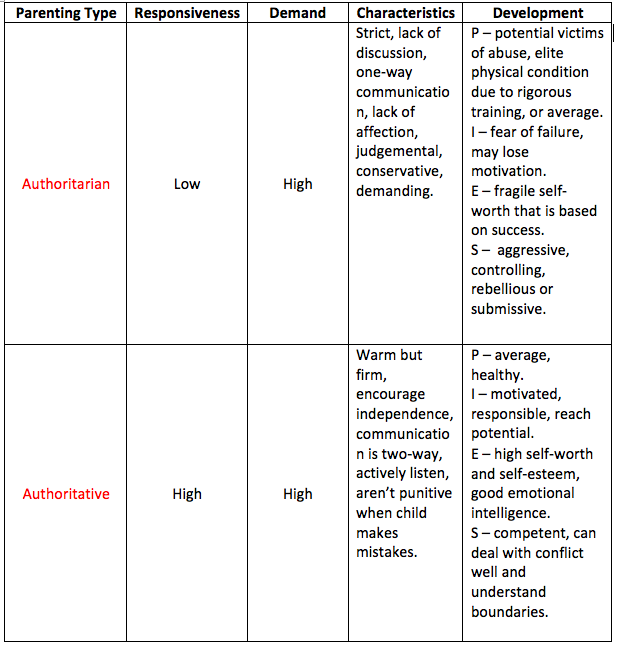 Parenting Type Responsiveness Demand Characteristics Development
Authoritarian
Low
High
Strict, lack of
discussion,
one-way
communicatio
n, lack of
affection,
judgemental,
conservative,
demanding.
P – potential victims
of abuse, elite
physical condition
due to rigorous
training, or average.
I – fear of failure,
may lose
motivation.
E – fragile self-
worth that is based
on success.
S – aggressive,
controlling,
rebellious or
submissive.
Authoritative
High
High
Warm but
firm,
encourage
independence,
communicatio
n is two-way,
actively listen,
aren’t punitive
when child
makes
mistakes.
P – average,
healthy.
I – motivated,
responsible, reach
potential.
E – high self-worth
and self-esteem,
good emotional
intelligence.
S – competent, can
deal with conflict
well and
understand
boundaries.